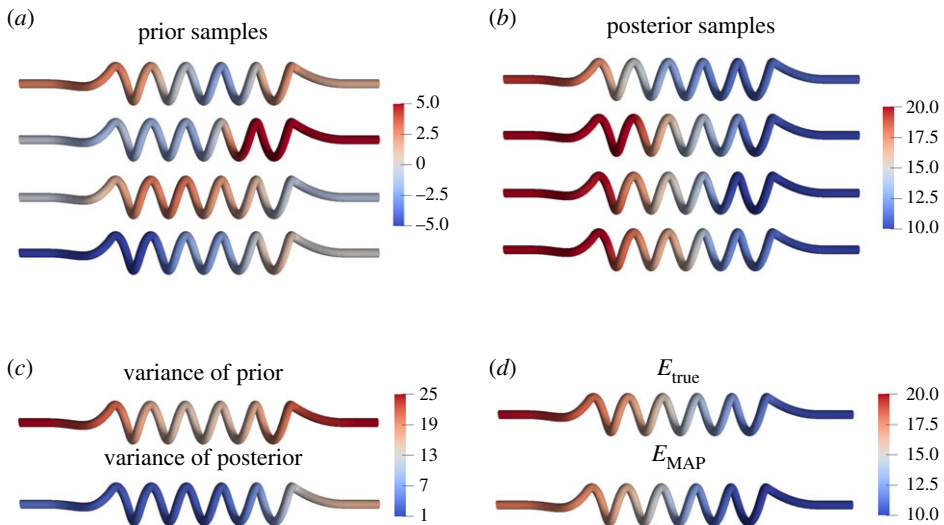 (a)
prior samples
5.0
2.5
0
−2.5
−5.0
(b)
posterior samples
20.0
17.5
15.0
12.5
10.0
(c)
variance of prior
variance of posterior
25
19
13
7
1
(d)
E_true
E_MAP
20.0
17.5
15.0
12.5
10.0